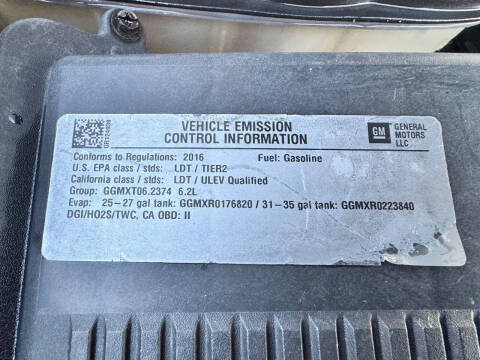 VEHICLE EMISSION
CONTROL INFORMATION
GM GENERAL MOTORS LLC
Conforms to Regulations: 2016 Fuel: Gasoline
U.S. EPA class / stds: LDT / TIER2
California class / stds: LDT / ULEV Qualified
Group: GGMXT06.2374 6.2L
Evap: 25-27 gal tank: GGMXR0176820 / 31-35 gal tank: GGMXR0223840
DGI/HO2S/TWC, CA OBD: II